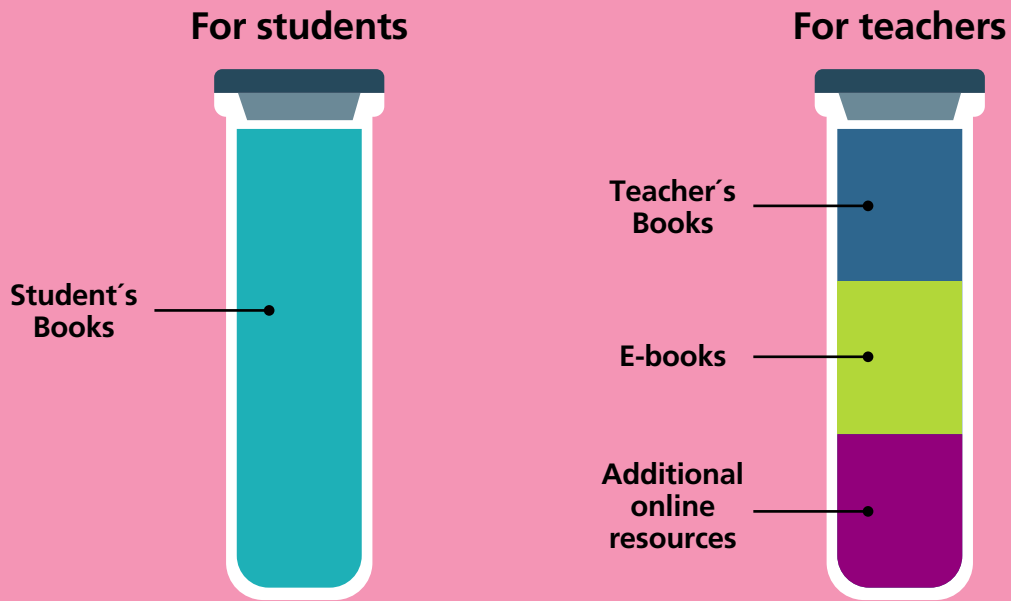 For students
Student´s
Books
For teachers
Teacher´s
Books
E-books
Additional
online
resources